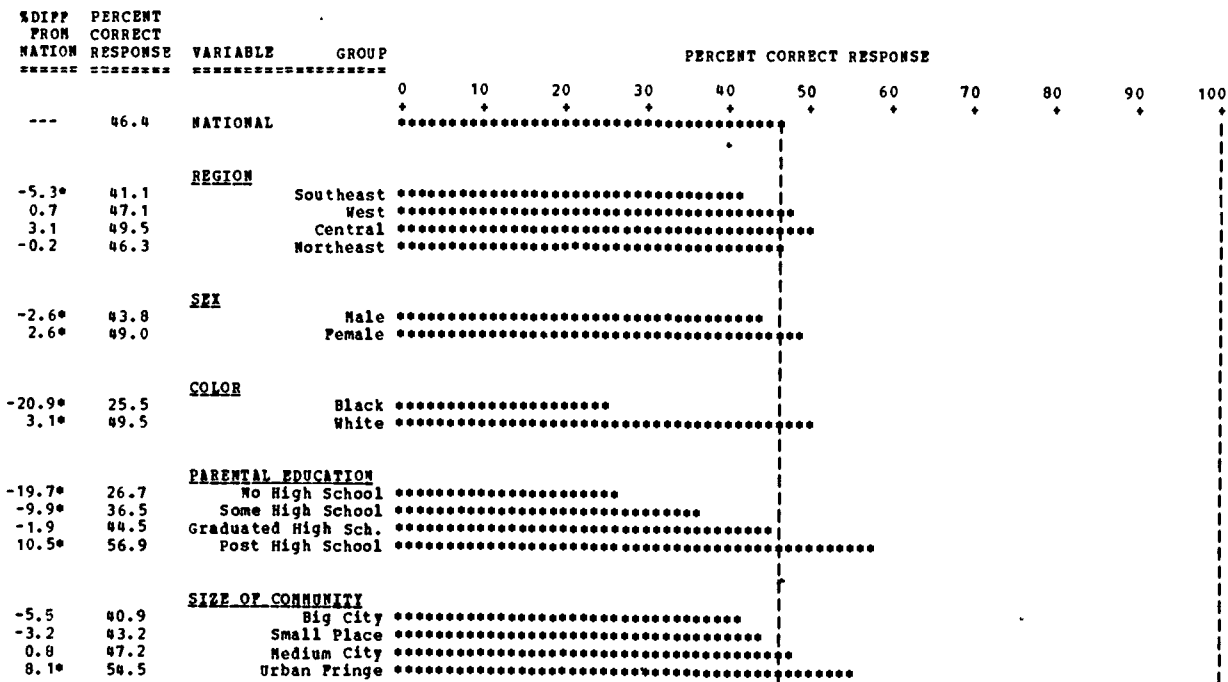 %DIFF PERCENT
FROM CORRECT
NATION RESPONSE VARIABLE GROUP PERCENT CORRECT RESPONSE
====== ======== ===================
0 10 20 30 40 50 60 70 80 90 100
+ + + + + + + + + + +
--- 46.4 NATIONAL
REGION
-5.3* 41.1 Southeast
0.7 47.1 West
3.1 49.5 Central
-0.2 46.3 Northeast
SEX
-2.6* 43.8 Male
2.6* 49.0 Female
COLOR
-20.9* 25.5 Black
3.1* 49.5 White
PARENTAL EDUCATION
-19.7* 26.7 No High School
-9.9* 36.5 Some High School
-1.9 44.5 Graduated High Sch.
10.5* 56.9 Post High School
SIZE OF COMMUNITY
-5.5 40.9 Big City
-3.2 43.2 Small Place
0.8 47.2 Medium City
8.1* 54.5 Urban Fringe